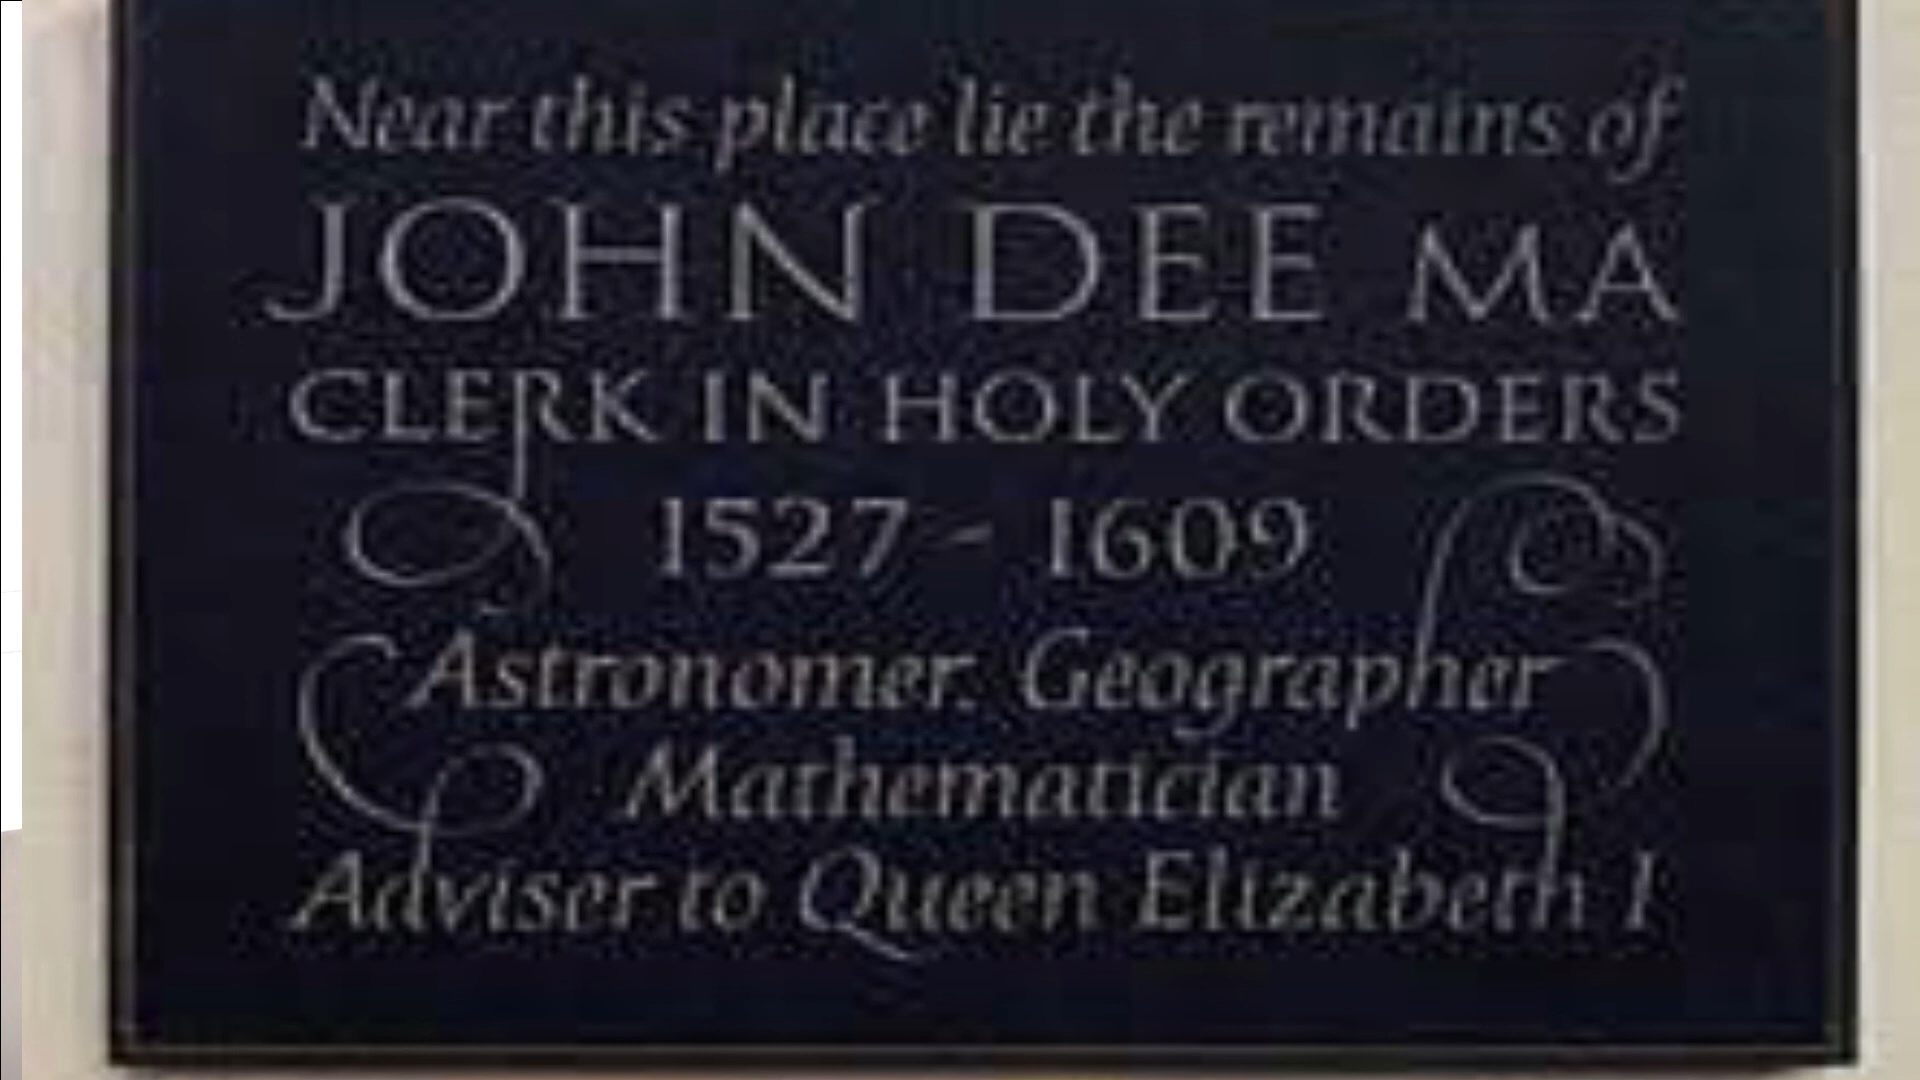 Near this place lie the remains of
JOHN DEE MA
CLERK IN HOLY ORDERS
1527 - 1609
Astronomer. Geographer
Mathematician
Adviser to Queen Elizabeth I